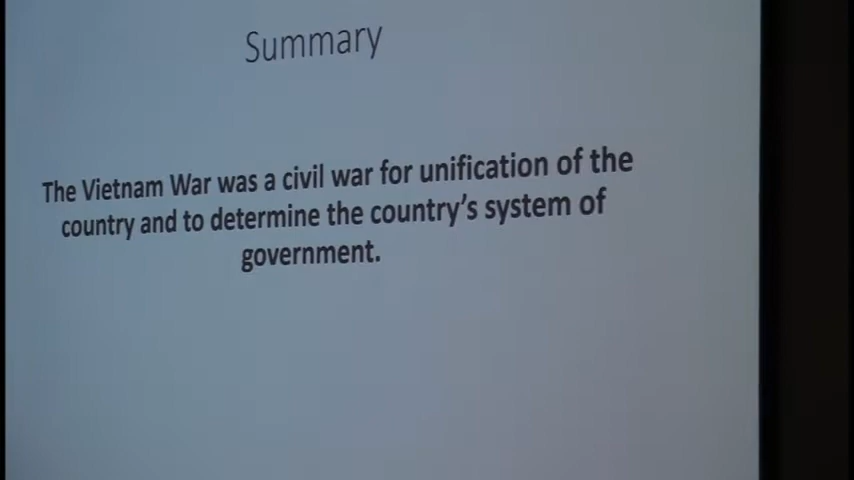 Summary
The Vietnam War was a civil war for unification of the
country and to determine the country's system of
government.